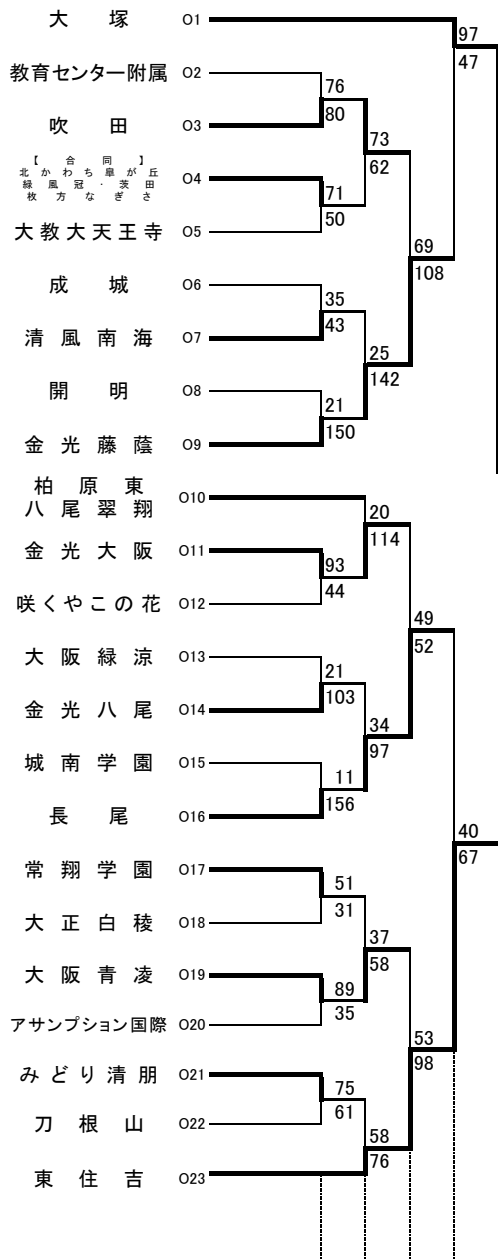 大塚 O1
97
47
教育センター附属 O2
76
80
吹田 O3
73
62
【合同】
北かわち皐が丘
緑風冠・茨田
枚方なぎさ
O4
71
50
大教大天王寺 O5
69
108
成城 O6
35
43
清風南海 O7
25
142
開明 O8
21
150
金光藤蔭 O9
柏原東
八尾翠翔
O10
20
114
金光大阪 O11
93
44
咲くやこの花 O12
49
52
大阪緑涼 O13
21
103
金光八尾 O14
34
97
城南学園 O15
11
156
長尾 O16
40
67
常翔学園 O17
51
31
大正白稜 O18
37
58
大阪青凌 O19
89
35
アサンプション国際 O20
53
98
みどり清朋 O21
75
61
刀根山 O22
58
76
東住吉 O23